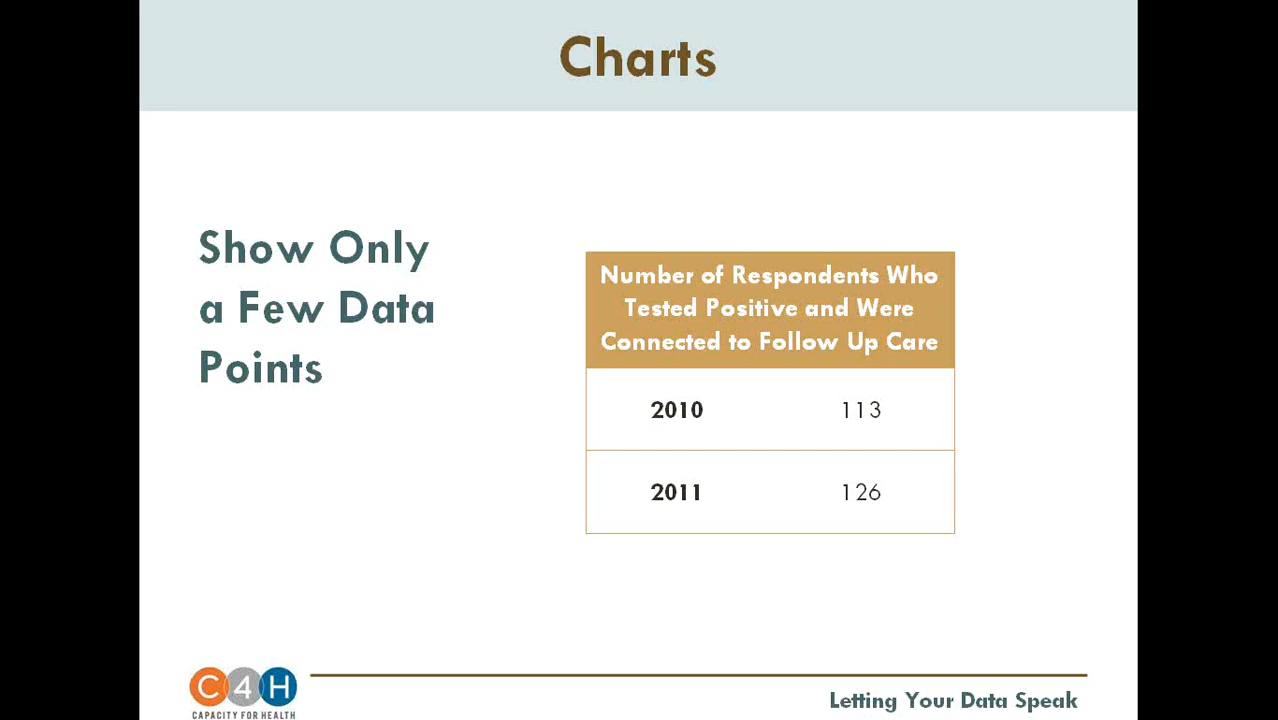 Charts
Show Only
a Few Data
Points
Number of Respondents Who
Tested Positive and Were
Connected to Follow Up Care
2010 113
2011 126
C4H
CAPACITY FOR HEALTH
Letting Your Data Speak